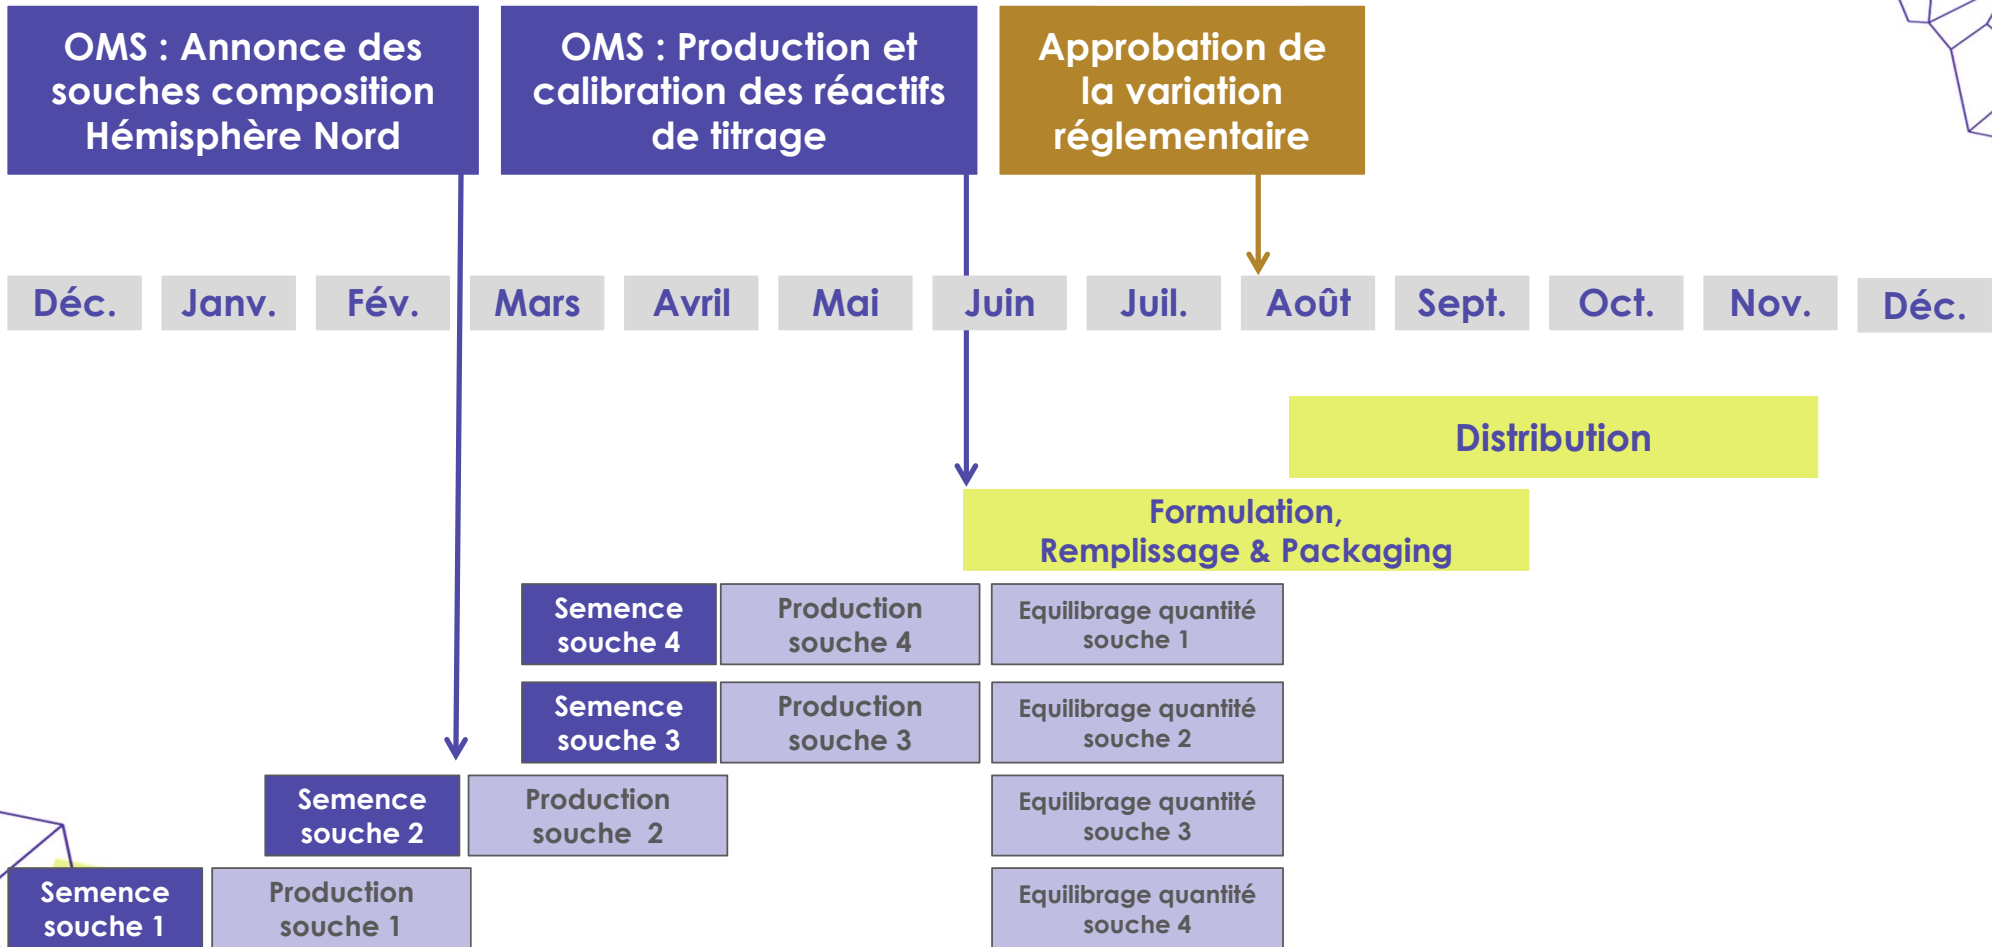 OMS : Annonce des
souches composition
Hémisphère Nord
OMS : Production et
calibration des réactifs
de titrage
Approbation de
la variation
réglementaire
Déc.
Janv.
Fév.
Mars
Avril
Mai
Juin
Juil.
Août
Sept.
Oct.
Nov.
Déc.
Distribution
Formulation,
Remplissage & Packaging
Semence
souche 4
Production
souche 4
Equilibrage quantité
souche 1
Semence
souche 3
Production
souche 3
Equilibrage quantité
souche 2
Semence
souche 2
Production
souche 2
Equilibrage quantité
souche 3
Semence
souche 1
Production
souche 1
Equilibrage quantité
souche 4